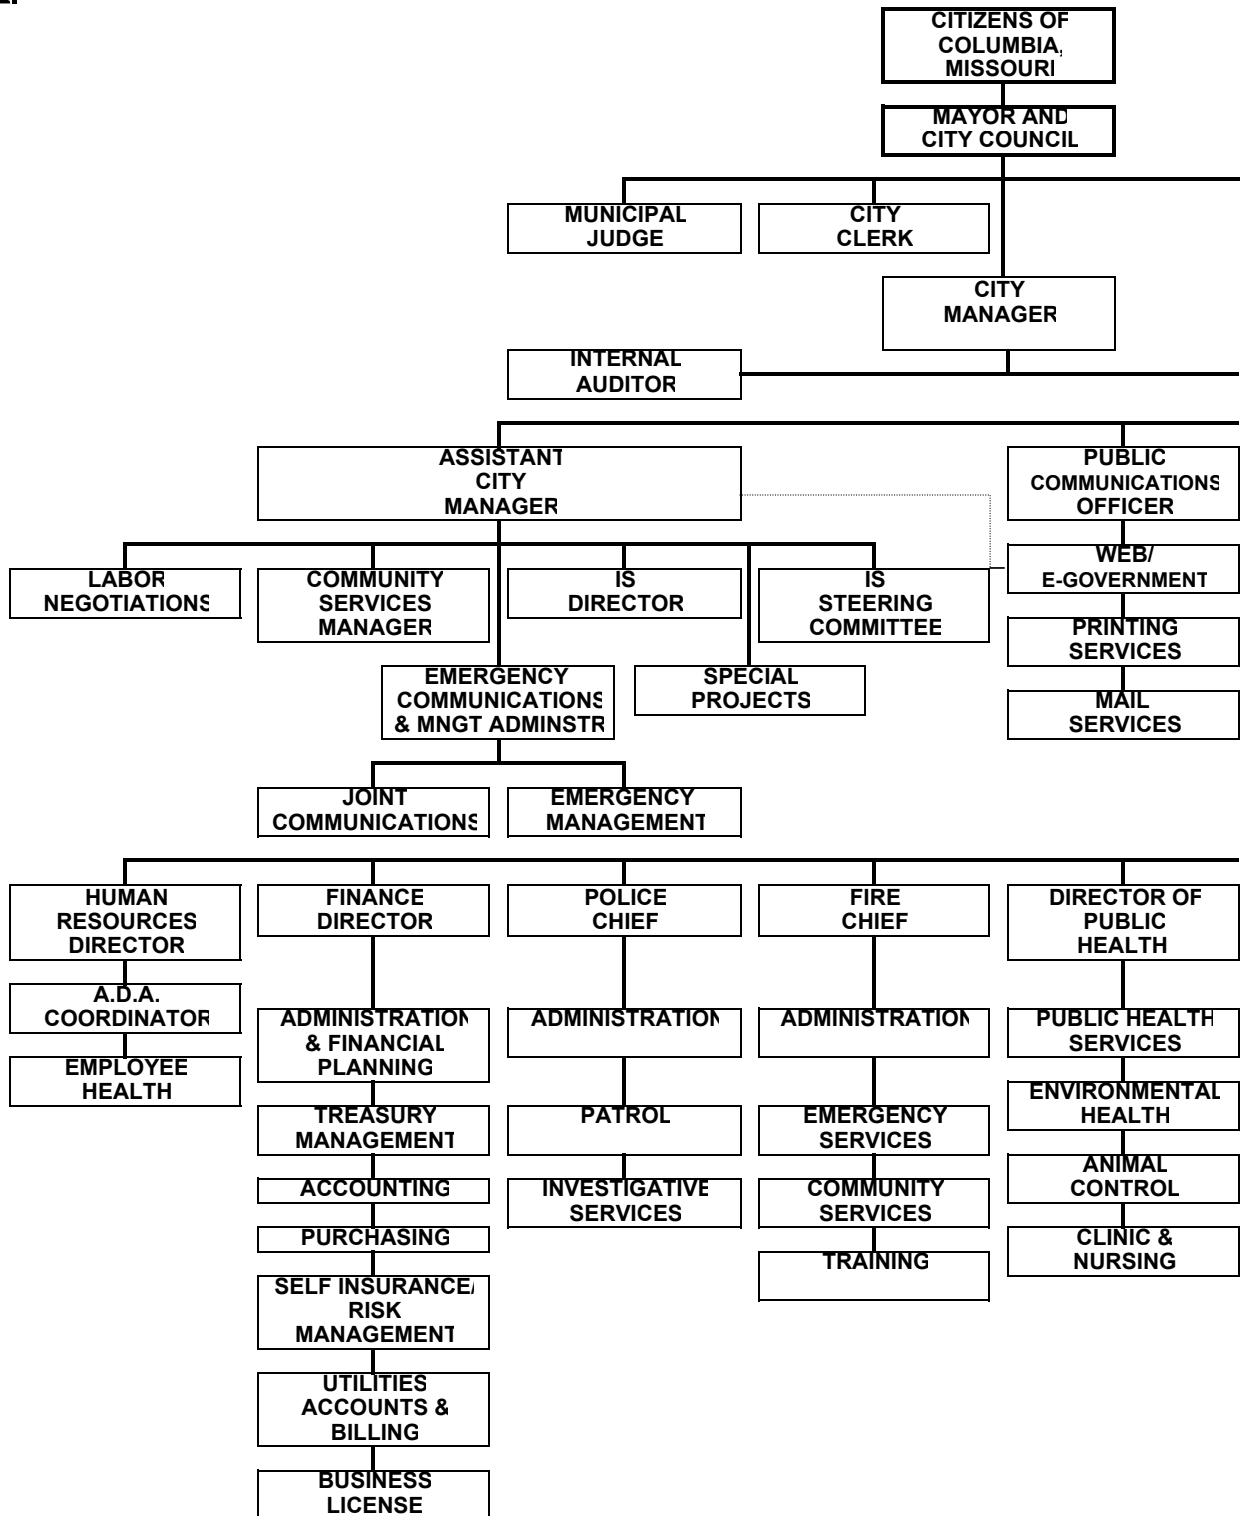 CITIZENS OF
COLUMBIA,
MISSOURI
MAYOR AND
CITY COUNCIL
MUNICIPAL
JUDGE
CITY
CLERK
CITY
MANAGER
INTERNAL
AUDITOR
ASSISTANT
CITY
MANAGER
PUBLIC
COMMUNICATIONS
OFFICER
LABOR
NEGOTIATIONS
COMMUNITY
SERVICES
MANAGER
IS
DIRECTOR
IS
STEERING
COMMITTEE
WEB/
E-GOVERNMENT
PRINTING
SERVICES
MAIL
SERVICES
EMERGENCY
COMMUNICATIONS
& MNGT ADMINSTR
SPECIAL
PROJECTS
JOINT
COMMUNICATIONS
EMERGENCY
MANAGEMENT
HUMAN
RESOURCES
DIRECTOR
A.D.A.
COORDINATOR
EMPLOYEE
HEALTH
FINANCE
DIRECTOR
ADMINISTRATION
& FINANCIAL
PLANNING
TREASURY
MANAGEMENT
ACCOUNTING
PURCHASING
SELF INSURANCE/
RISK
MANAGEMENT
UTILITIES
ACCOUNTS &
BILLING
BUSINESS
LICENSE
POLICE
CHIEF
ADMINISTRATION
PATROL
INVESTIGATIVE
SERVICES
FIRE
CHIEF
ADMINISTRATION
EMERGENCY
SERVICES
COMMUNITY
SERVICES
TRAINING
DIRECTOR OF
PUBLIC
HEALTH
PUBLIC HEALTH
SERVICES
ENVIRONMENTAL
HEALTH
ANIMAL
CONTROL
CLINIC &
NURSING